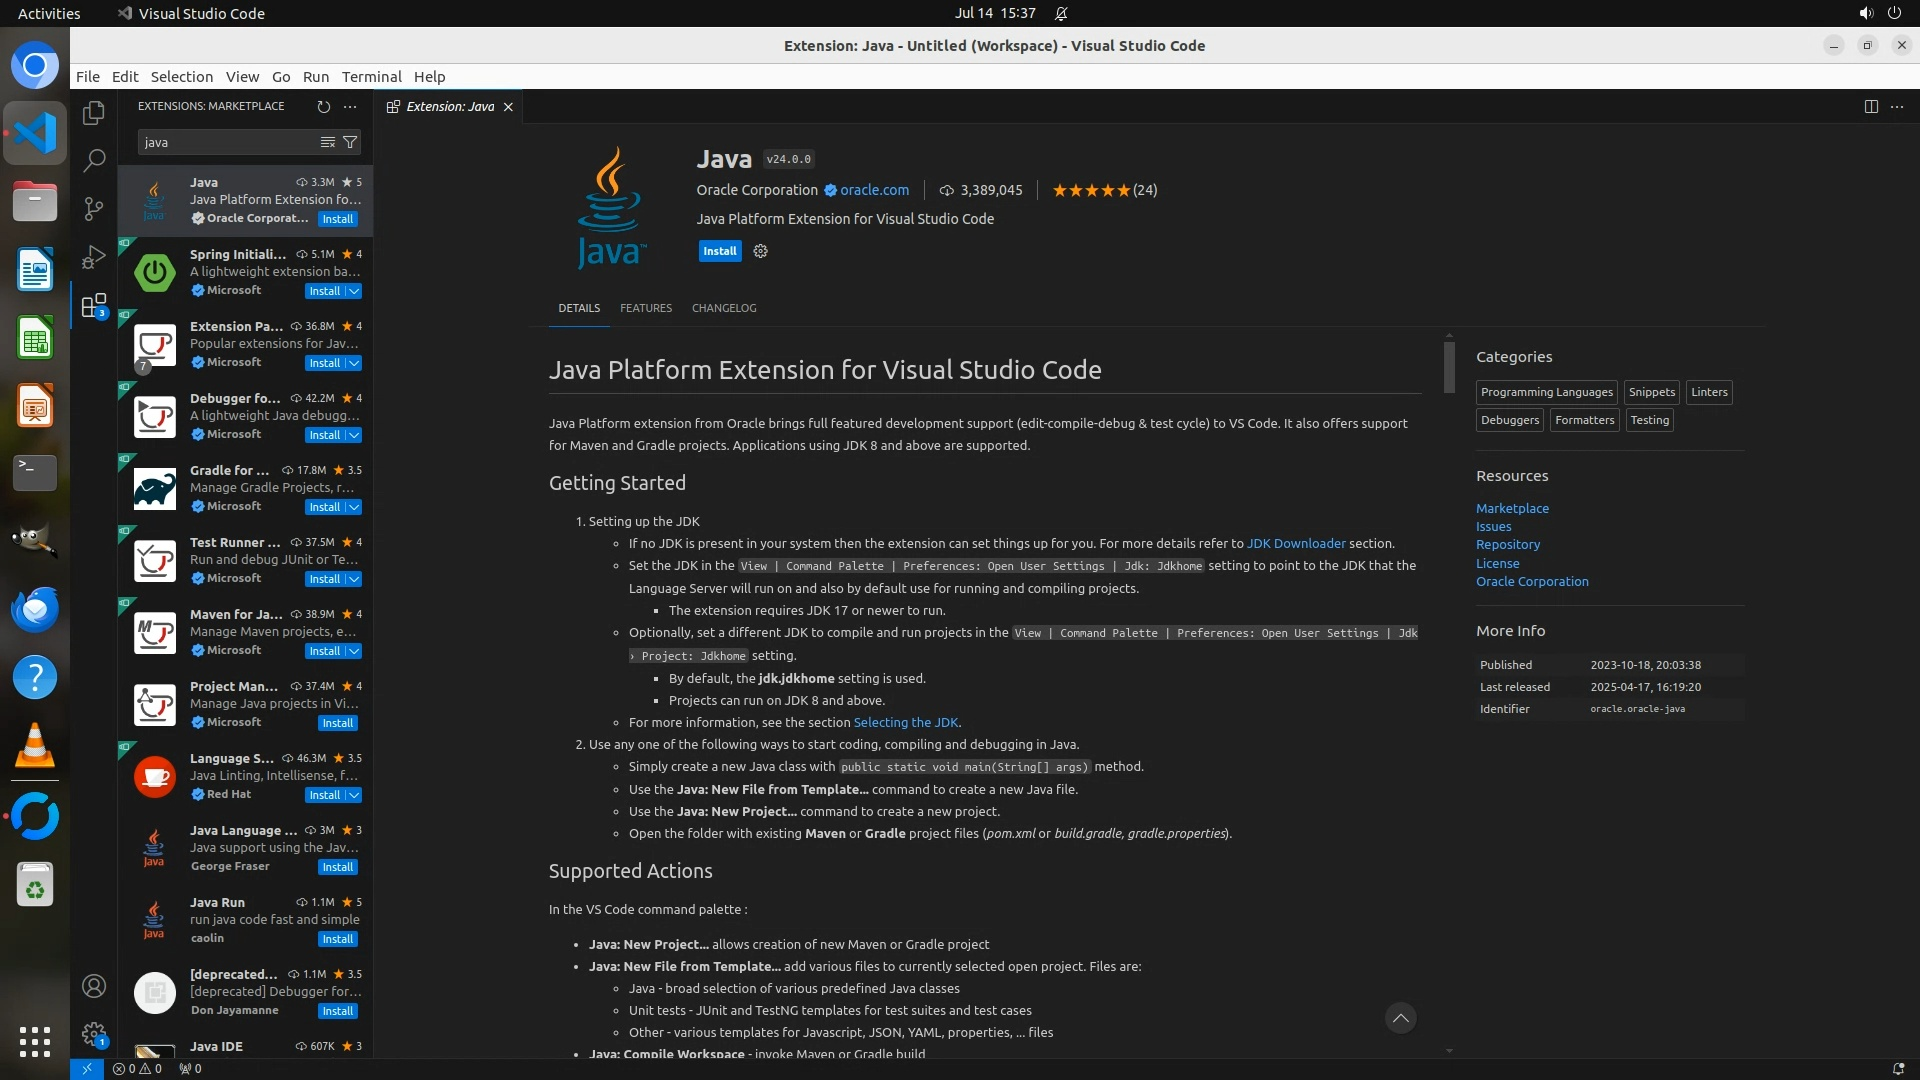 Activities
Visual Studio Code
Jul 14 15:37
Extension: Java - Untitled (Workspace) - Visual Studio Code
File Edit Selection View Go Run Terminal Help
EXTENSIONS: MARKETPLACE
java
Java 3.3M ★ 5
Java Platform Extension fo...
Oracle Corporat... Install
Spring Initiali... 5.1M ★ 4
A lightweight extension ba...
Microsoft Install
Extension Pa... 36.8M ★ 4
Popular extensions for Jav...
7 Microsoft Install
Debugger fo... 42.2M ★ 4
A lightweight Java debugg...
Microsoft Install
Gradle for ... 17.8M ★ 3.5
Manage Gradle Projects, r...
Microsoft Install
Test Runner ... 37.5M ★ 4
Run and debug JUnit or Te...
Microsoft Install
Maven for Ja... 38.9M ★ 4
Manage Maven projects, e...
Microsoft Install
Project Man... 37.4M ★ 4
Manage Java projects in Vi...
Microsoft Install
Language S... 46.3M ★ 3.5
Java Linting, Intellisense, f...
Red Hat Install
Java Language ... 3M ★ 3
Java support using the Jav...
George Fraser Install
Java Run 1.1M ★ 5
run java code fast and simple
caolin Install
[deprecated... 1.1M ★ 3.5
[deprecated] Debugger for...
Don Jayamanne Install
Java IDE 607K ★ 3
3
1
0 0 0
Extension: Java
Java™
Java v24.0.0
Oracle Corporation oracle.com 3,389,045 ★★★★★(24)
Java Platform Extension for Visual Studio Code
Install
DETAILS FEATURES CHANGELOG
Java Platform Extension for Visual Studio Code
Java Platform extension from Oracle brings full featured development support (edit-compile-debug & test cycle) to VS Code. It also offers support
for Maven and Gradle projects. Applications using JDK 8 and above are supported.
Getting Started
1. Setting up the JDK
◦ If no JDK is present in your system then the extension can set things up for you. For more details refer to JDK Downloader section.
◦ Set the JDK in the View | Command Palette | Preferences: Open User Settings | Jdk: Jdkhome setting to point to the JDK that the
Language Server will run on and also by default use for running and compiling projects.
▪ The extension requires JDK 17 or newer to run.
◦ Optionally, set a different JDK to compile and run projects in the View | Command Palette | Preferences: Open User Settings | Jdk
› Project: Jdkhome setting.
▪ By default, the jdk.jdkhome setting is used.
▪ Projects can run on JDK 8 and above.
◦ For more information, see the section Selecting the JDK.
2. Use any one of the following ways to start coding, compiling and debugging in Java.
◦ Simply create a new Java class with public static void main(String[] args) method.
◦ Use the Java: New File from Template... command to create a new Java file.
◦ Use the Java: New Project... command to create a new project.
◦ Open the folder with existing Maven or Gradle project files (pom.xml or build.gradle, gradle.properties).
Supported Actions
In the VS Code command palette :
• Java: New Project... allows creation of new Maven or Gradle project
• Java: New File from Template... add various files to currently selected open project. Files are:
◦ Java - broad selection of various predefined Java classes
◦ Unit tests - JUnit and TestNG templates for test suites and test cases
◦ Other - various templates for Javascript, JSON, YAML, properties, ... files
• Java: Compile Workspace - invoke Maven or Gradle build
Categories
Programming Languages Snippets Linters
Debuggers Formatters Testing
Resources
Marketplace
Issues
Repository
License
Oracle Corporation
More Info
Published 2023-10-18, 20:03:38
Last released 2025-04-17, 16:19:20
Identifier oracle.oracle-java